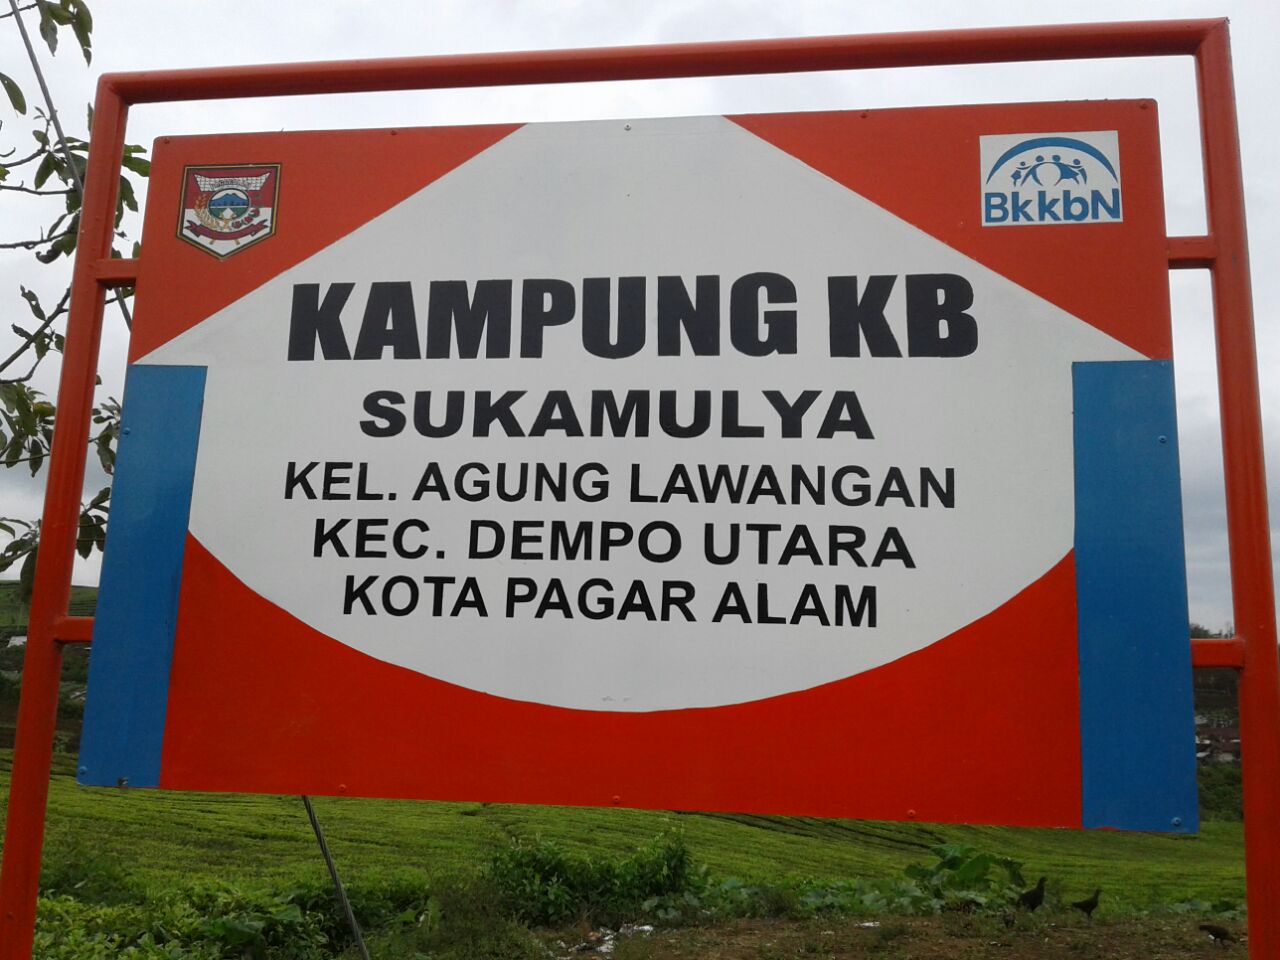 BkkbN
KAMPUNG KB
SUKAMULYA
KEL. AGUNG LAWANGAN
KEC. DEMPO UTARA
KOTA PAGAR ALAM